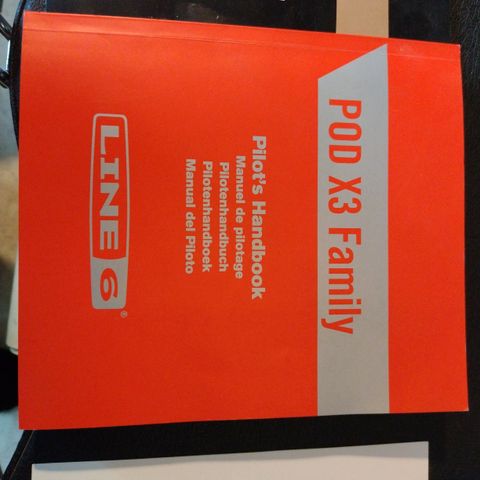 POD X3 Family
Pilot's Handbook
Manuel de pilotage
Pilotenhandbuch
Pilotenhandboek
Manual del Piloto
LINE 6®